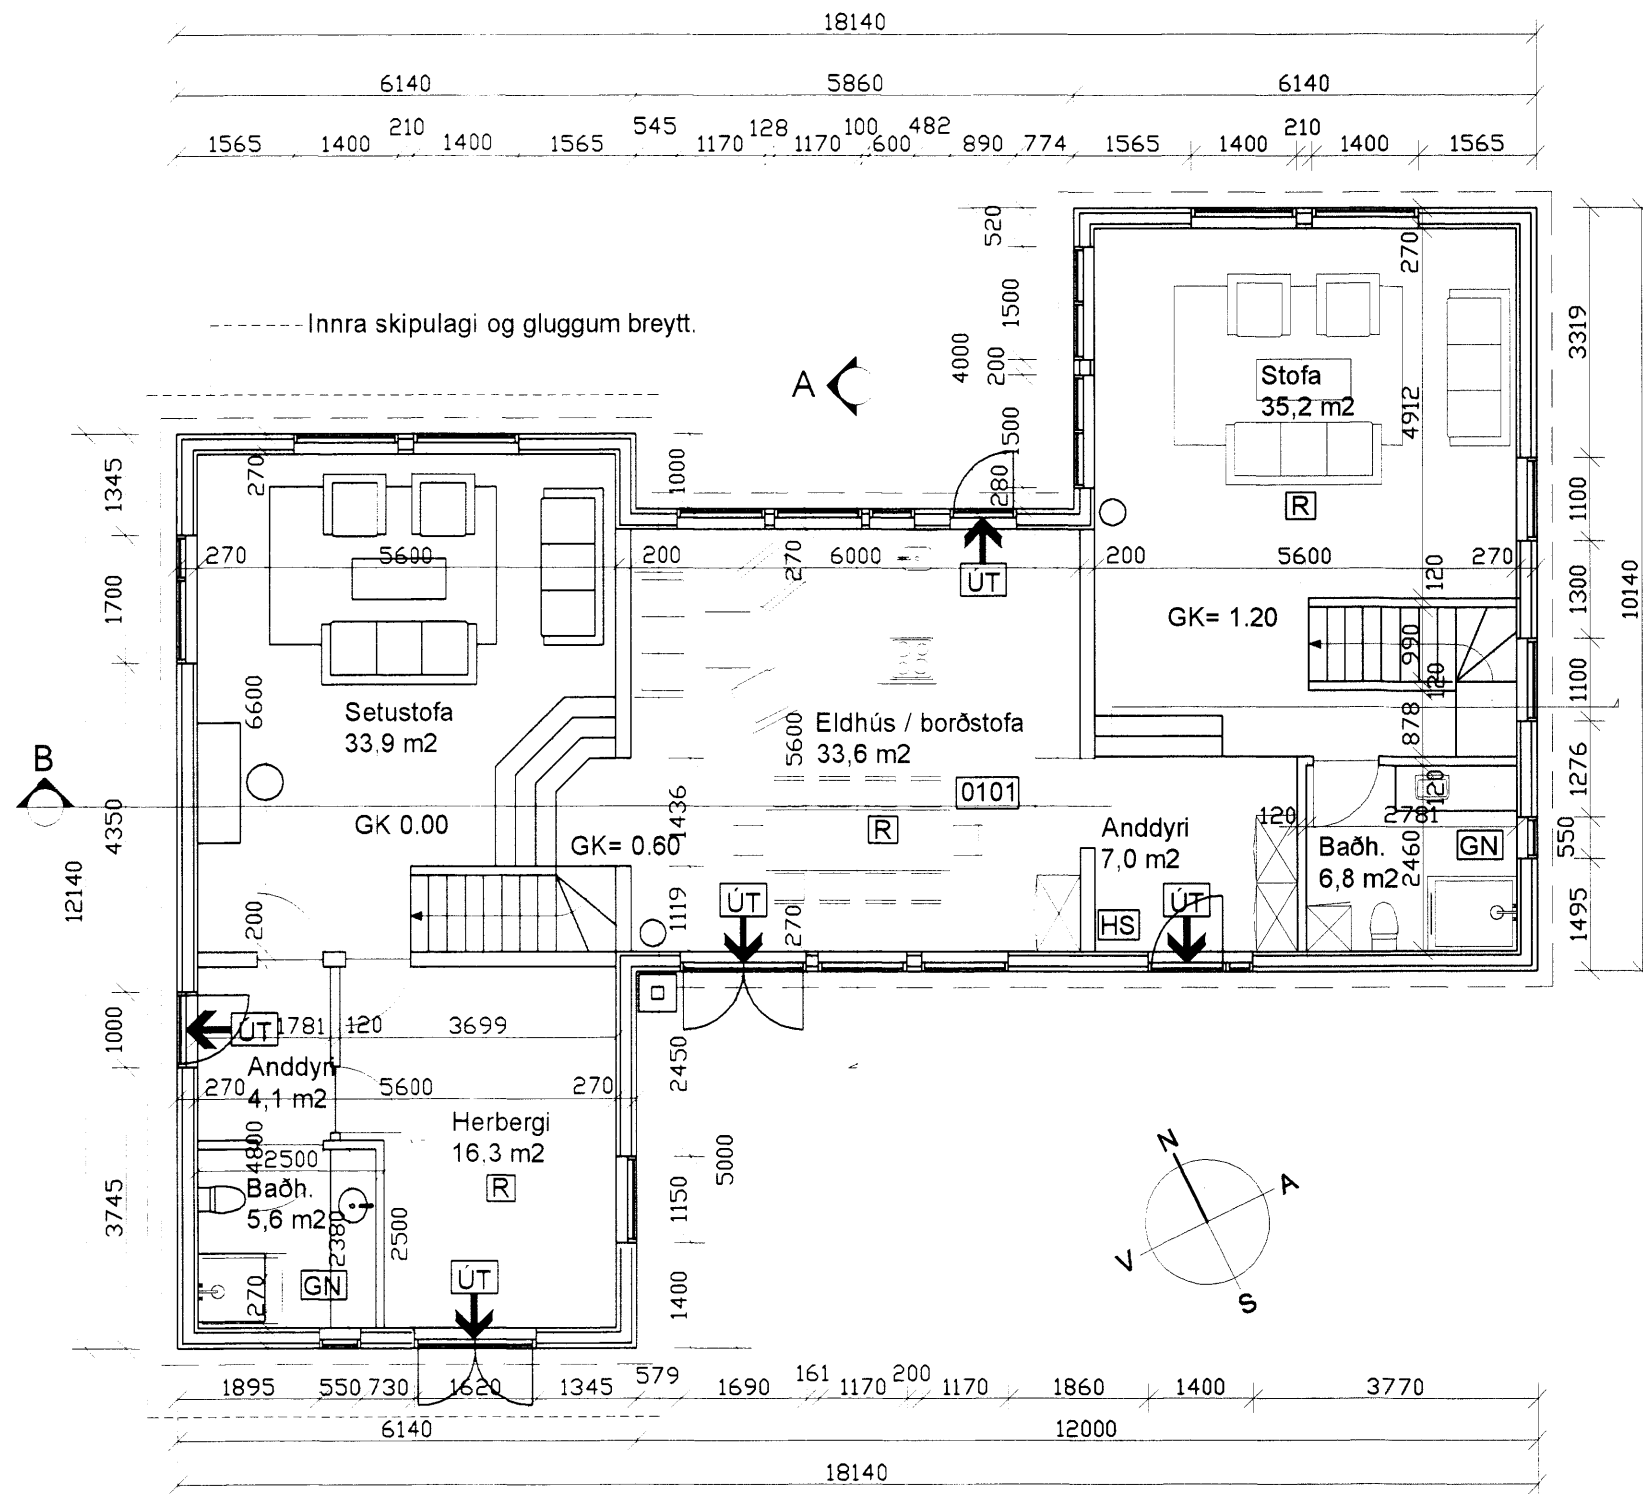 18140
6140 5860 6140
1565 1400 210 1400 1565 545 1170 128 1170 100 600 482 890 774 1565 1400 210 1400 1565
520
270
1500
3319
Innra skipulagi og gluggum breytt.
4000
200
A
Stofa
35,2 m2
4912
1500
1345
270
1000
280
R
1100
270 5600 200 270 6000 200 5600 270
ÚT
120
1700
1300
10140
GK= 1.20
990
120
1100
6600
Setustofa
33,9 m2
5600
Eldhús / borðstofa
33,6 m2
878
B
0101
120
1276
4350
GK 0.00
GK= 0.60
1436
R
Anddyri
7,0 m2
120
2781
Baðh.
6,8 m2
2460
GN
550
12140
200
1119
ÚT
270
HS
ÚT
1495
1000
ÚT
1781 120 3699
Anddyri
4,1 m2
270 5600 270
2450
Herbergi
16,3 m2
4800
2500
5000
Baðh.
5,6 m2
R
3745
2380
2500
1150
N
A
V
S
270
GN
ÚT
1400
1895 550 730 1620 1345 579 1690 161 1170 200 1170 1860 1400 3770
6140 12000
18140